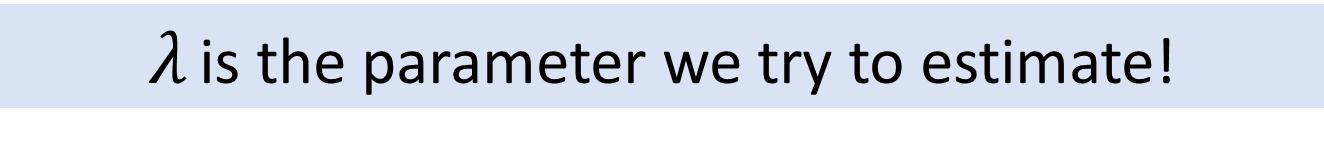 λ is the parameter we try to estimate!